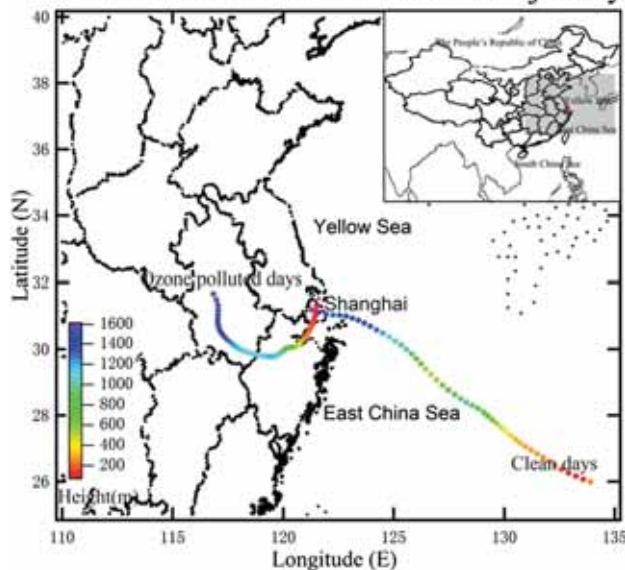 40
38
36
34
32
30
28
26
Latitude (N)
The People's Republic of
South China Sea
Yellow Sea
Ozone polluted days
Shanghai
East China Sea
Clean days
1600
1400
1200
1000
800
600
400
200
Height(m)
110
115
120
125
130
135
Longitude (E)